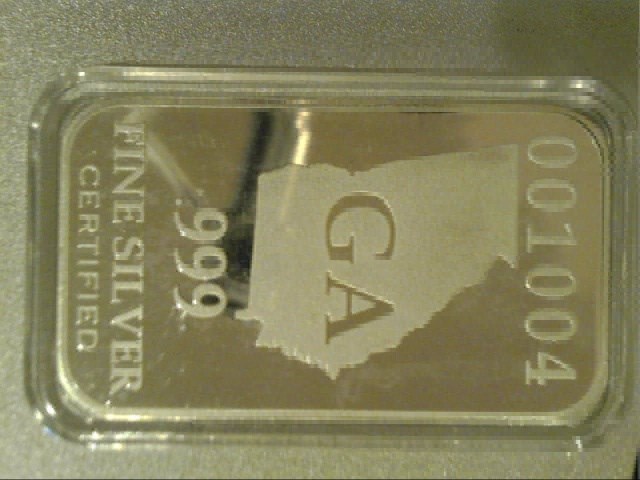 001004
GA
.999
FINE SILVER
CERTIFIED